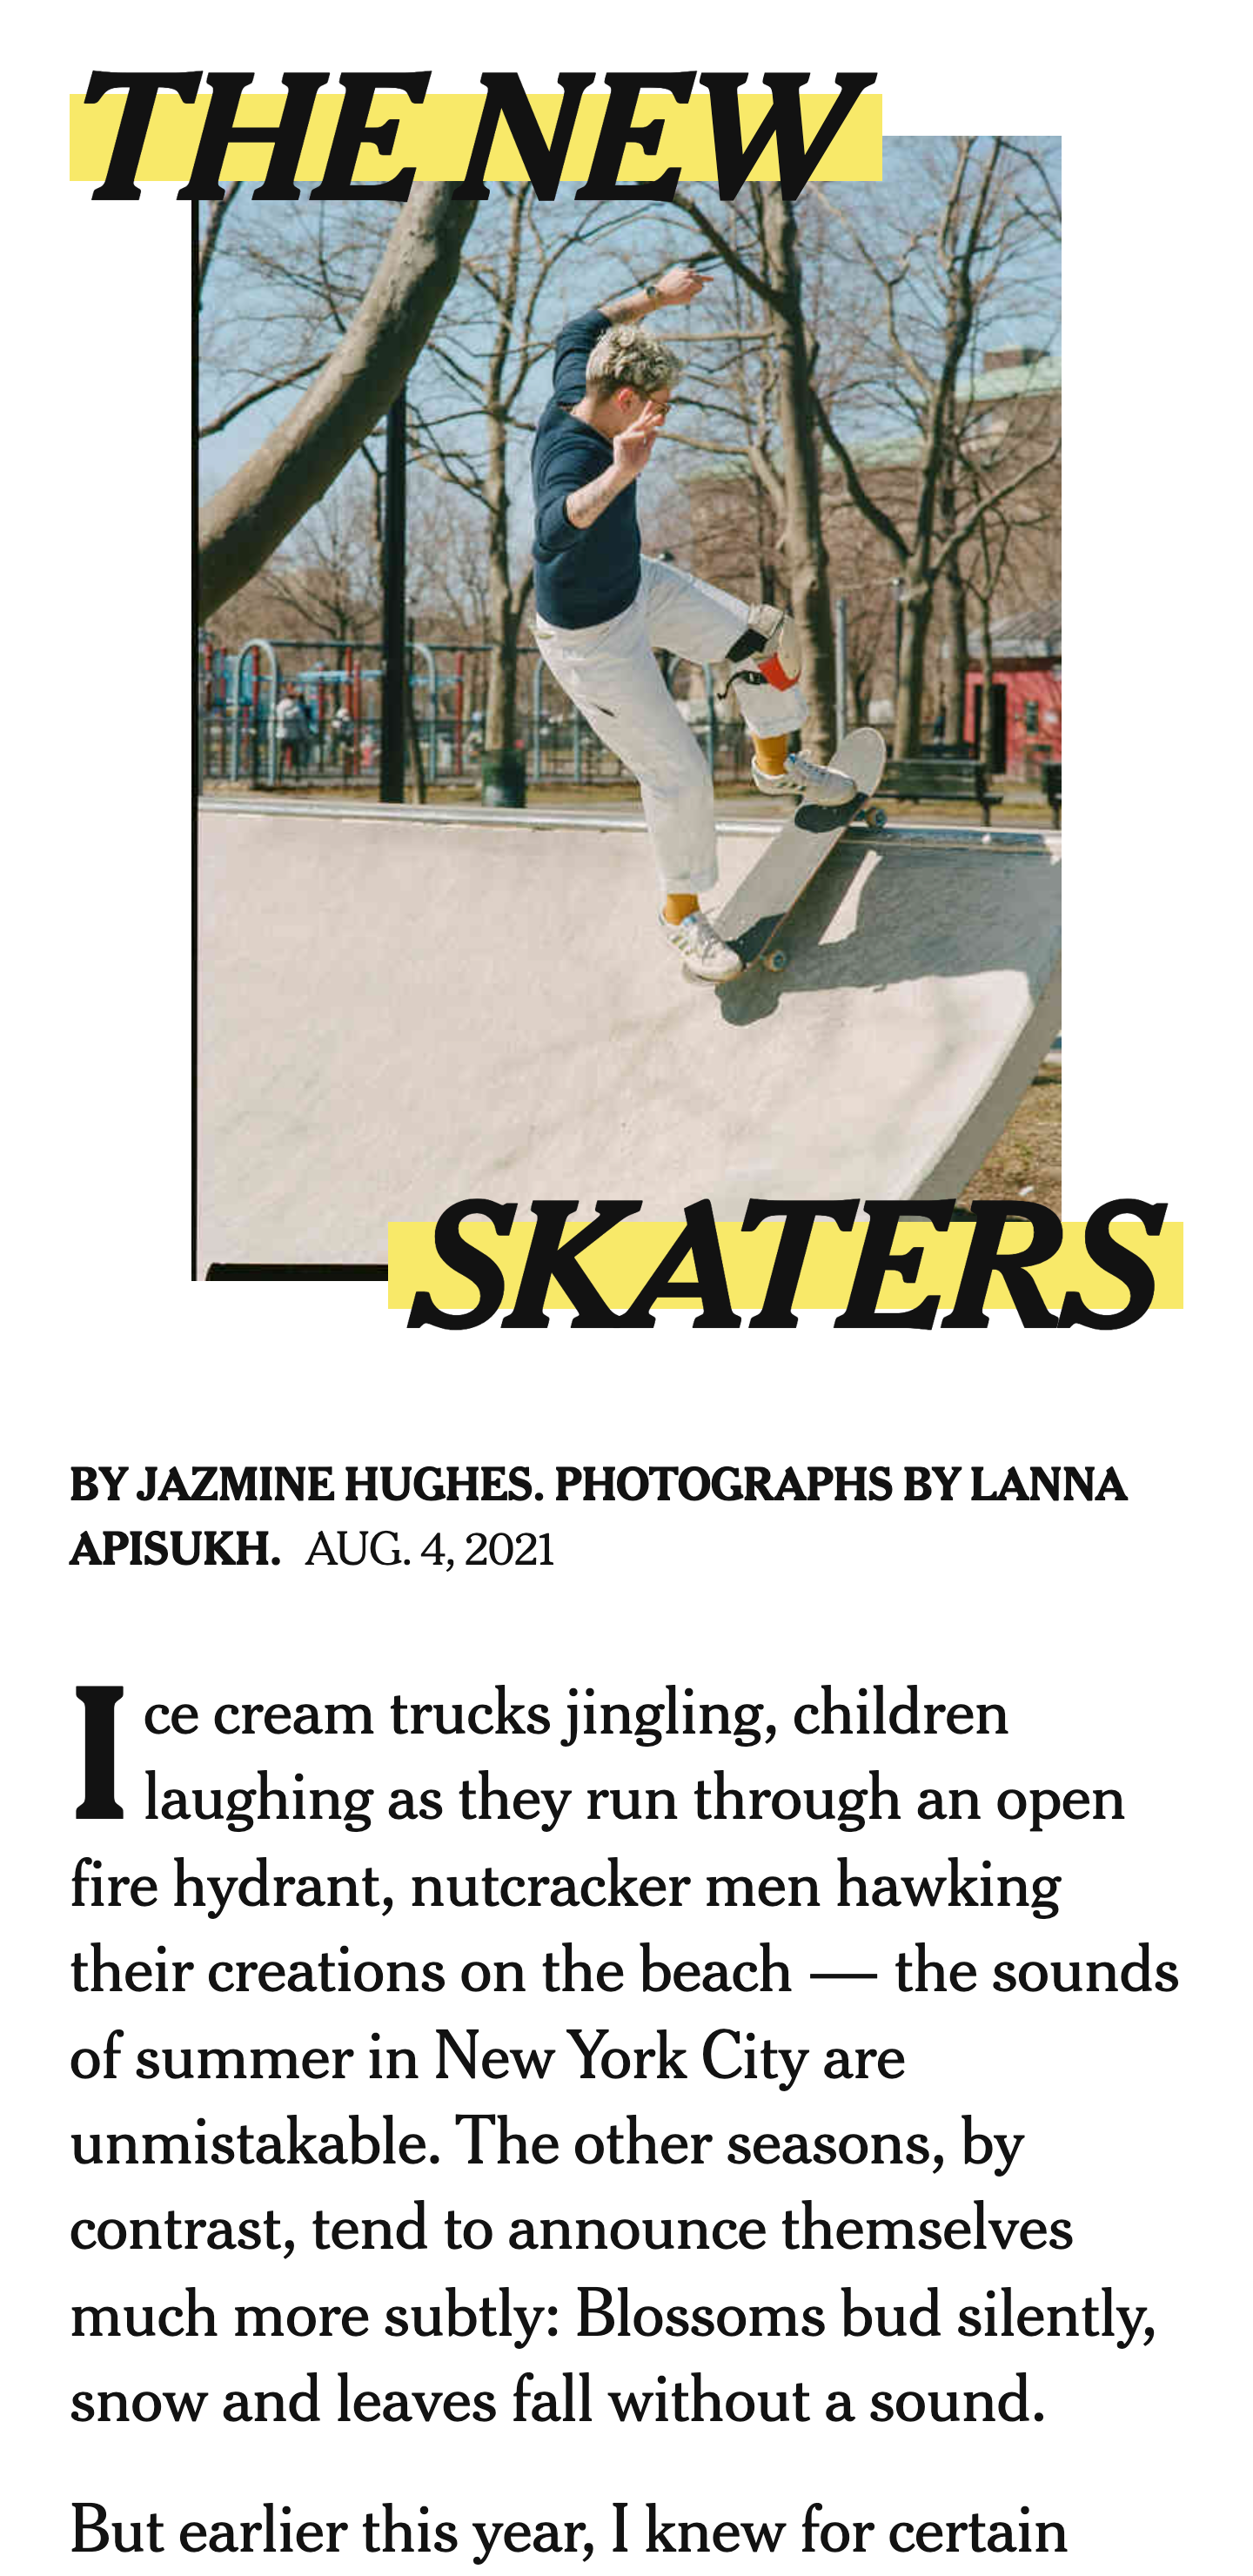 THE NEW
SKATERS
BY JAZMINE HUGHES. PHOTOGRAPHS BY LANNA
APISUKH. AUG. 4, 2021
Ice cream trucks jingling, children
laughing as they run through an open
fire hydrant, nutcracker men hawking
their creations on the beach — the sounds
of summer in New York City are
unmistakable. The other seasons, by
contrast, tend to announce themselves
much more subtly: Blossoms bud silently,
snow and leaves fall without a sound.
But earlier this year, I knew for certain